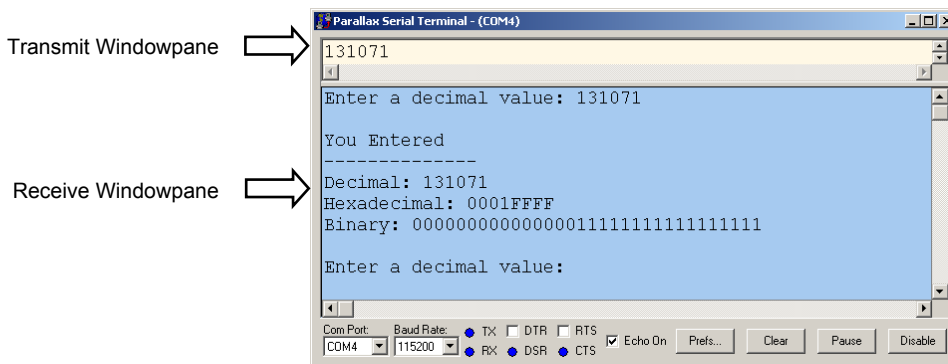 Parallax Serial Terminal - (COM4)
Transmit Windowpane
131071
Enter a decimal value: 131071
You Entered
--------------
Receive Windowpane
Decimal: 131071
Hexadecimal: 0001FFFF
Binary: 00000000000000011111111111111111
Enter a decimal value:
Com Port: Baud Rate: TX DTR RTS
COM4 115200 RX DSR CTS Echo On Prefs... Clear Pause Disable